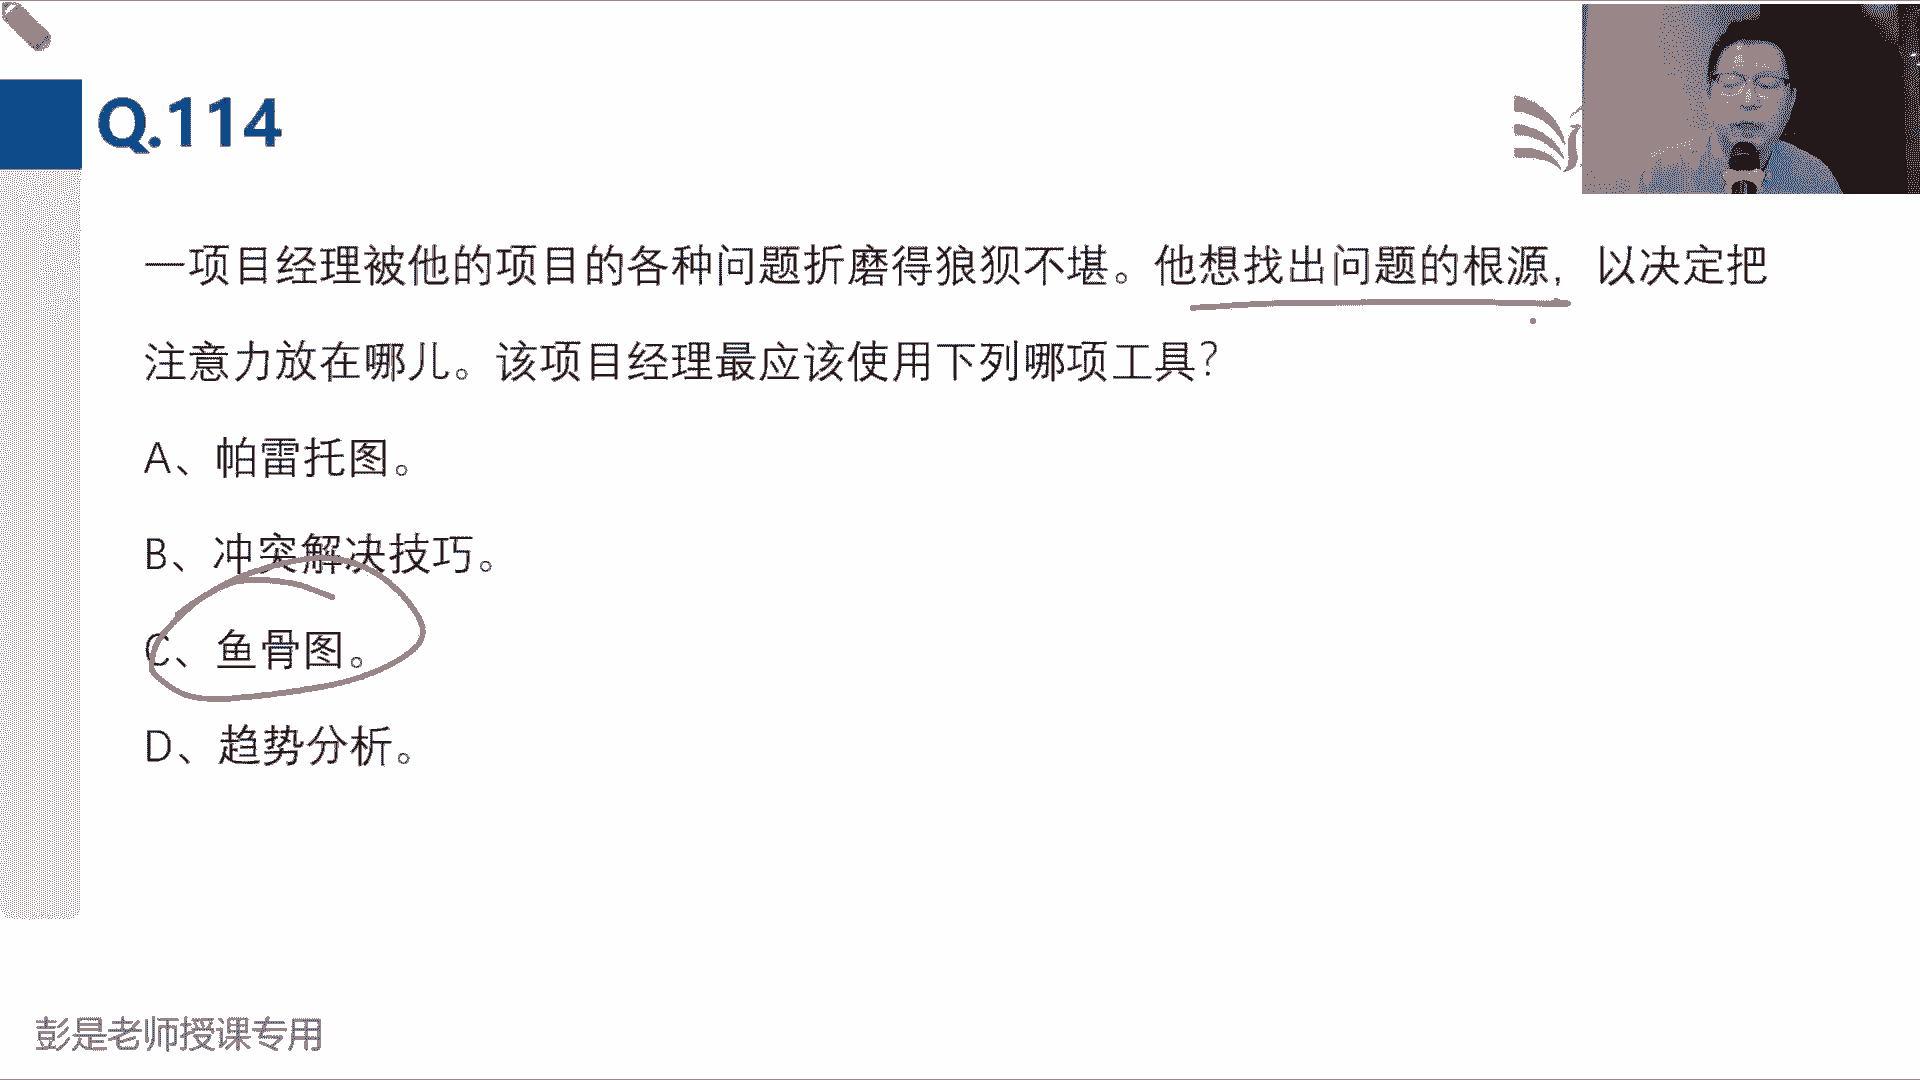 Q.114
一项目经理被他的项目的各种问题折磨得狼狈不堪。他想找出问题的根源，以决定把
注意力放在哪儿。该项目经理最应该使用下列哪项工具？
A、帕雷托图。
B、冲突解决技巧。
C、鱼骨图。
D、趋势分析。
彭是老师授课专用